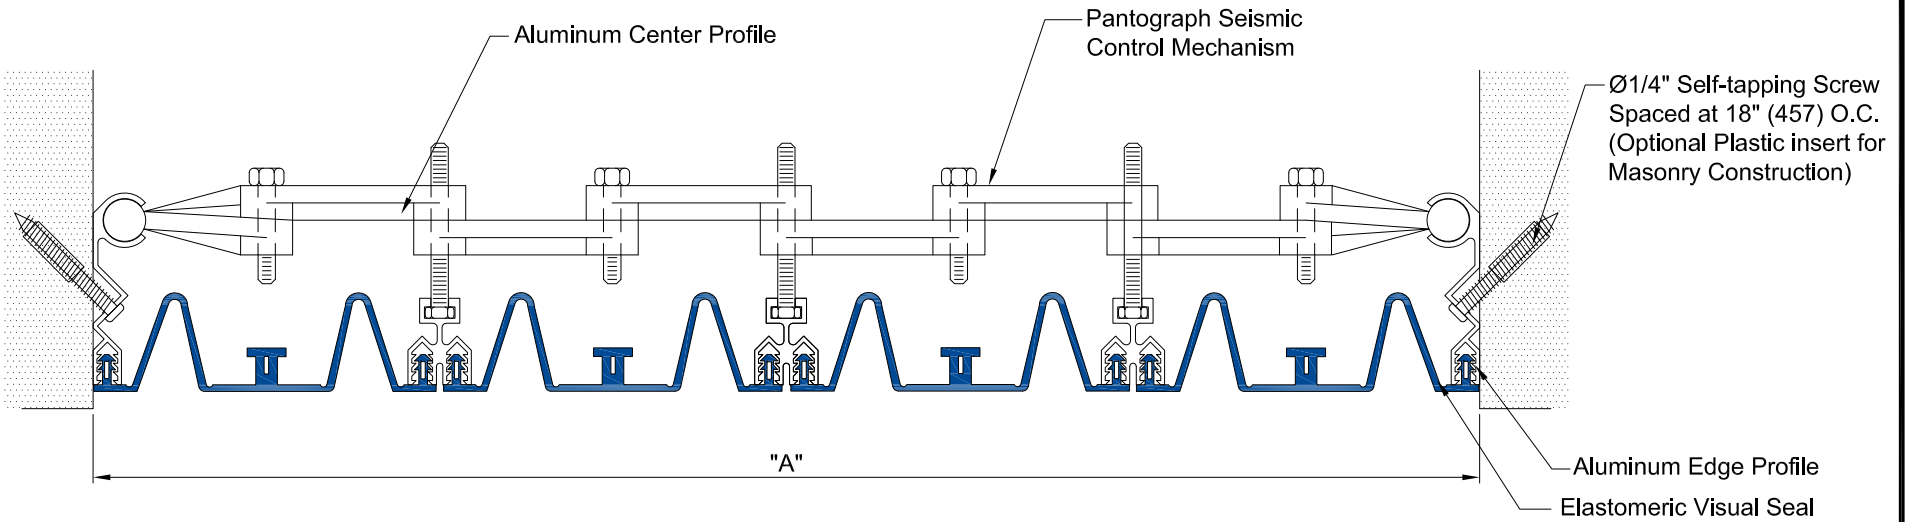 Aluminum Center Profile
Pantograph Seismic
Control Mechanism
Ø1/4" Self-tapping Screw
Spaced at 18" (457) O.C.
(Optional Plastic insert for
Masonry Construction)
"A"
Aluminum Edge Profile
Elastomeric Visual Seal